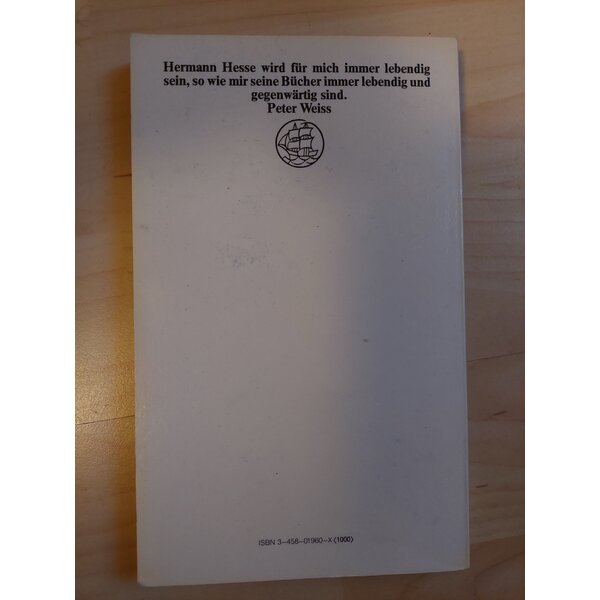 Hermann Hesse wird für mich immer lebendig
sein, so wie mir seine Bücher immer lebendig und
gegenwärtig sind.
Peter Weiss
ISBN 3–458–01960–X (1000)